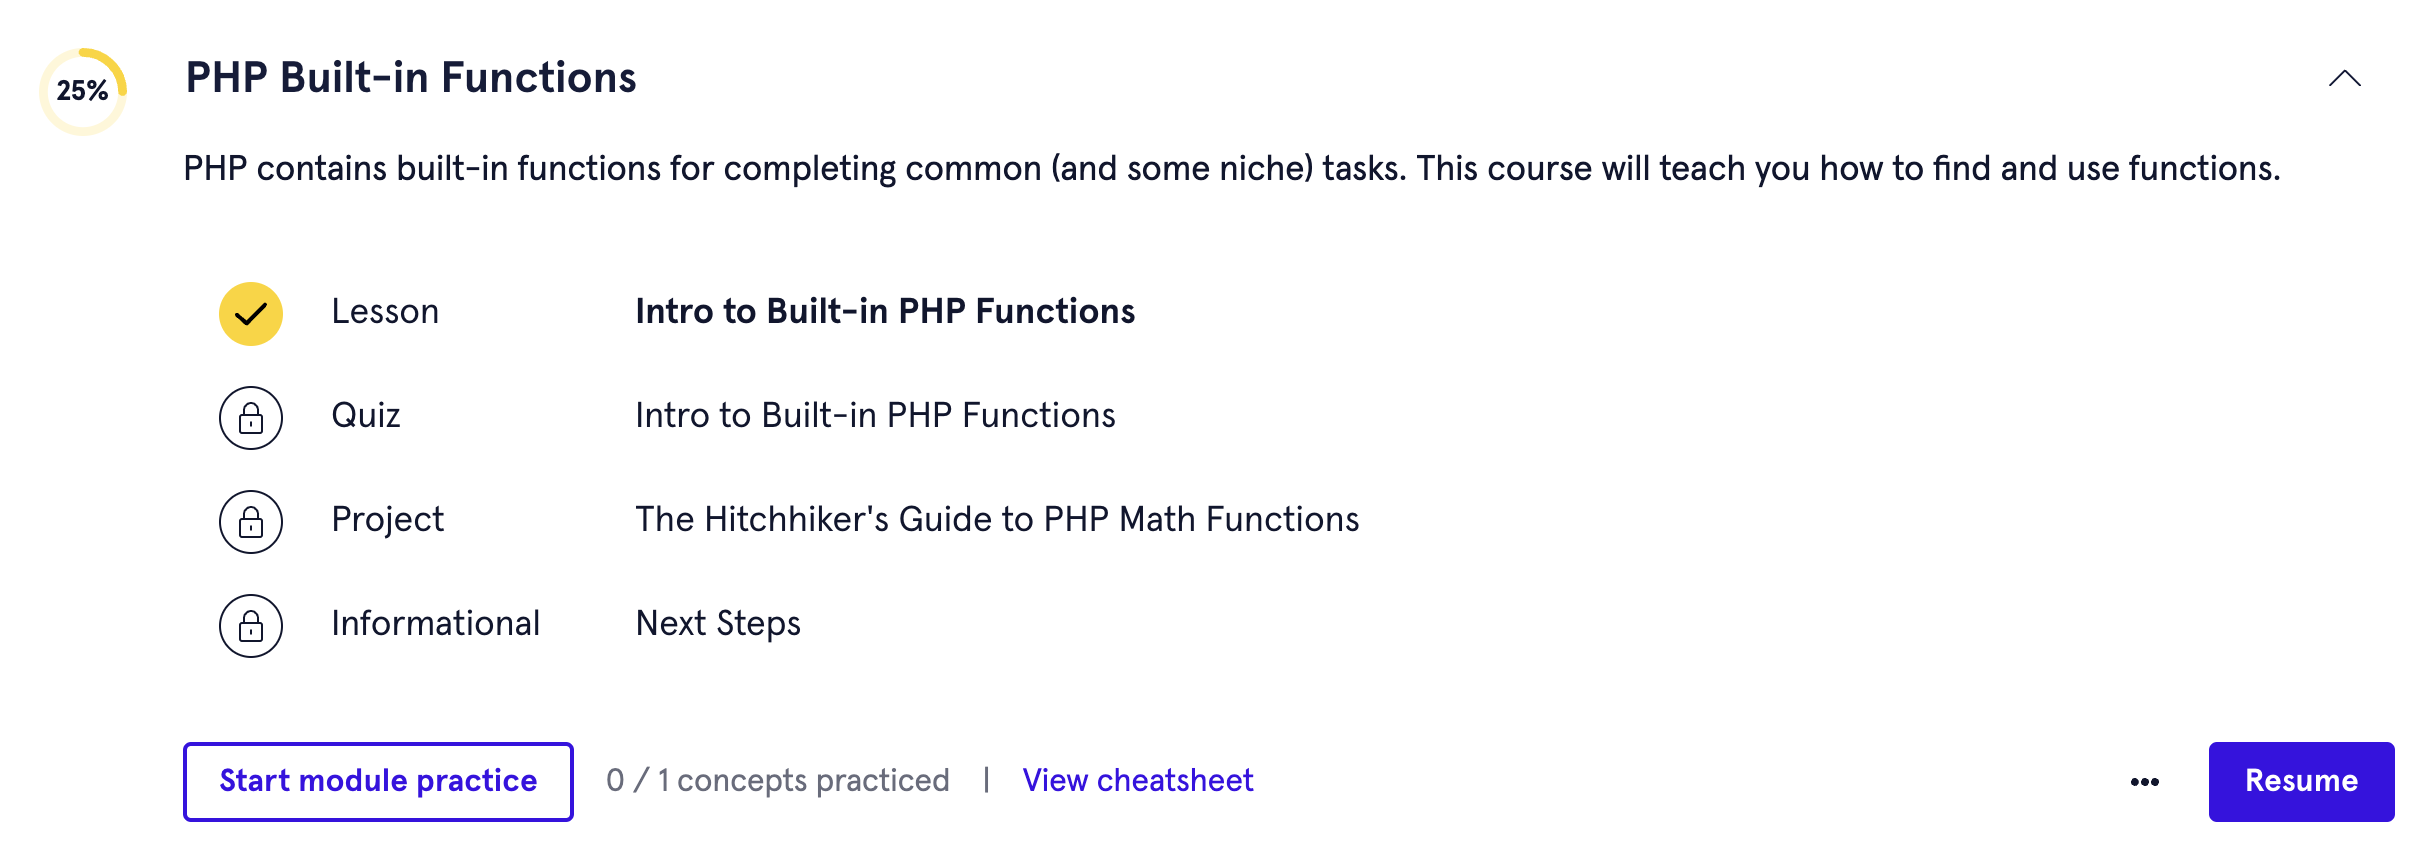 25%
PHP Built-in Functions
PHP contains built-in functions for completing common (and some niche) tasks. This course will teach you how to find and use functions.
Lesson Intro to Built-in PHP Functions
Quiz Intro to Built-in PHP Functions
Project The Hitchhiker's Guide to PHP Math Functions
Informational Next Steps
Start module practice 0 / 1 concepts practiced | View cheatsheet ••• Resume